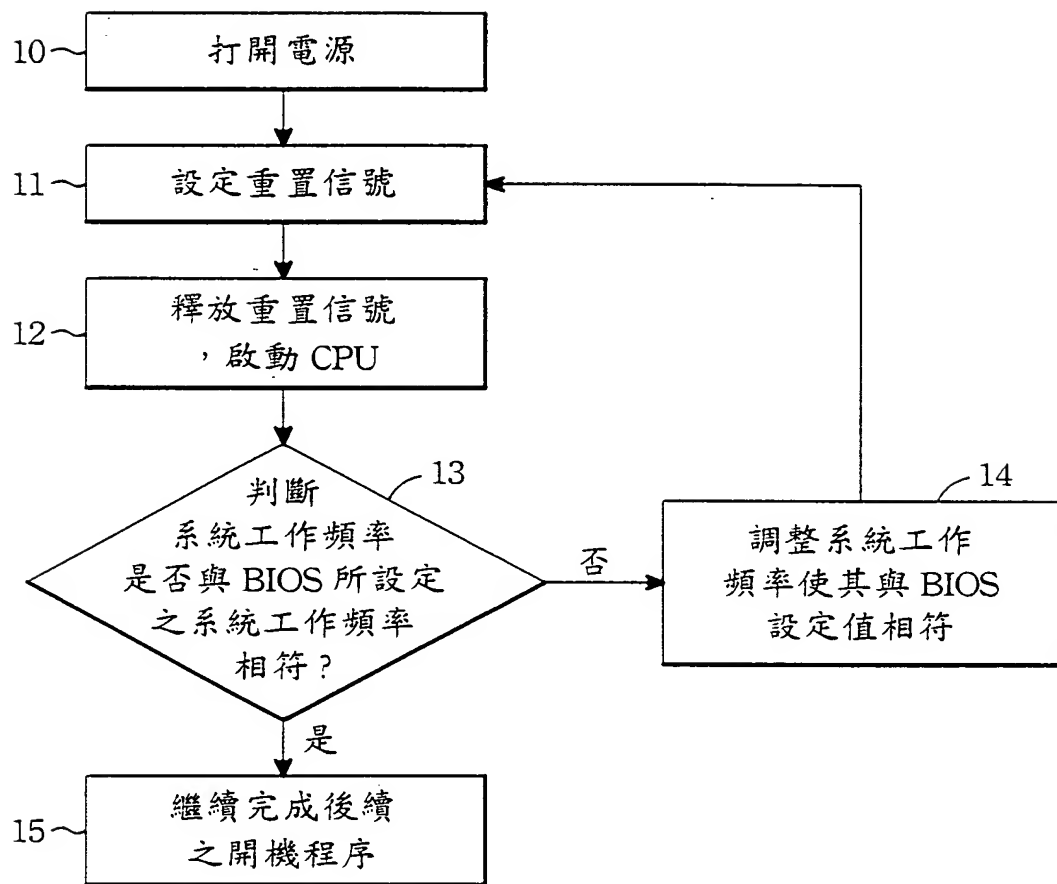 10
打開電源
11
設定重置信號
12
釋放重置信號
，啟動 CPU
13
判斷
系統工作頻率
是否與 BIOS 所設定
之系統工作頻率
相符？
否
14
調整系統工作
頻率使其與 BIOS
設定值相符
是
15
繼續完成後續
之開機程序